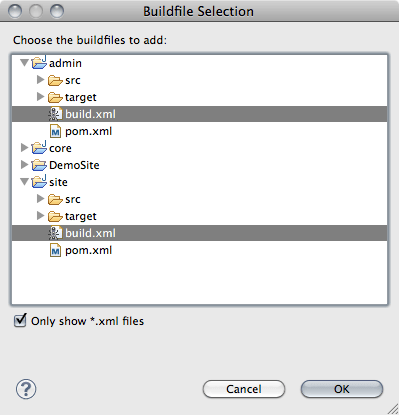 Buildfile Selection
Choose the buildfiles to add:
admin
src
target
build.xml
pom.xml
core
DemoSite
site
src
target
build.xml
pom.xml
Only show *.xml files
? Cancel OK